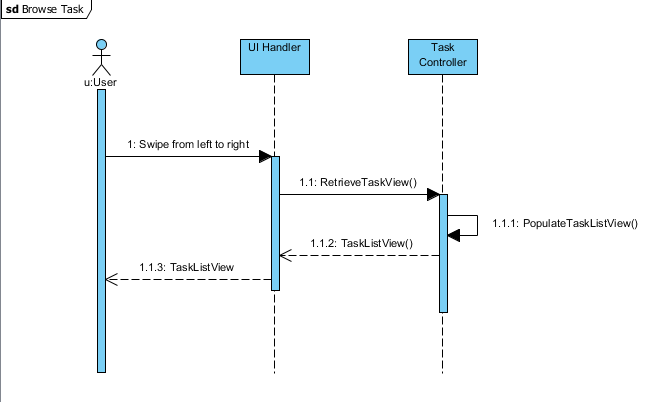 sd Browse Task
UI Handler
Task
Controller
u:User
1: Swipe from left to right
1.1: RetrieveTaskView()
1.1.1: PopulateTaskListView()
1.1.2: TaskListView()
1.1.3: TaskListView